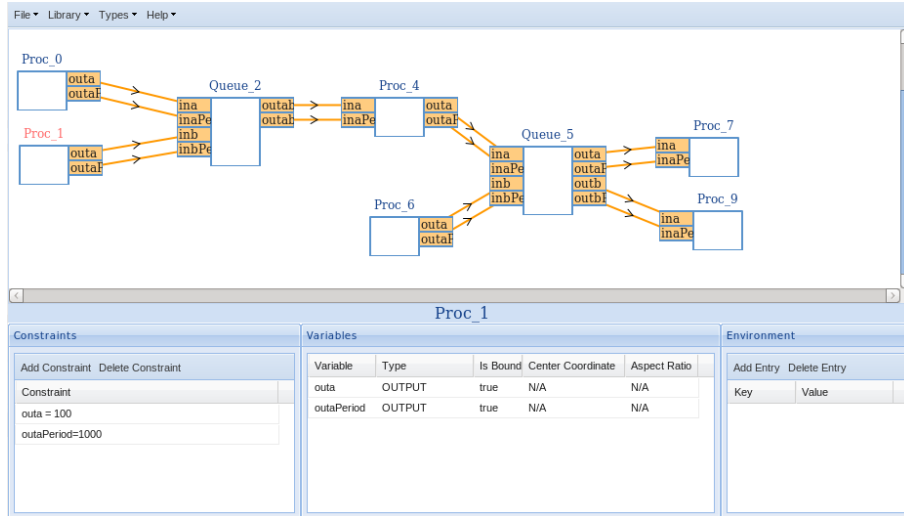 File Library Types Help
Proc_0
outa
outaP
Queue_2
ina
inaPe
inb
inbPe
outab
outab
Proc_4
ina
inaPe
outa
outaP
Proc_1
outa
outaP
Queue_5
ina
inaPe
inb
inbPe
outa
outaP
outb
outbP
Proc_7
ina
inaPe
Proc_6
outa
outaP
Proc_9
ina
inaPe
Proc_1
Constraints
Add Constraint Delete Constraint
Constraint
outa = 100
outaPeriod=1000
Variables
Variable Type Is Bound Center Coordinate Aspect Ratio
outa OUTPUT true N/A N/A
outaPeriod OUTPUT true N/A N/A
Environment
Add Entry Delete Entry
Key Value